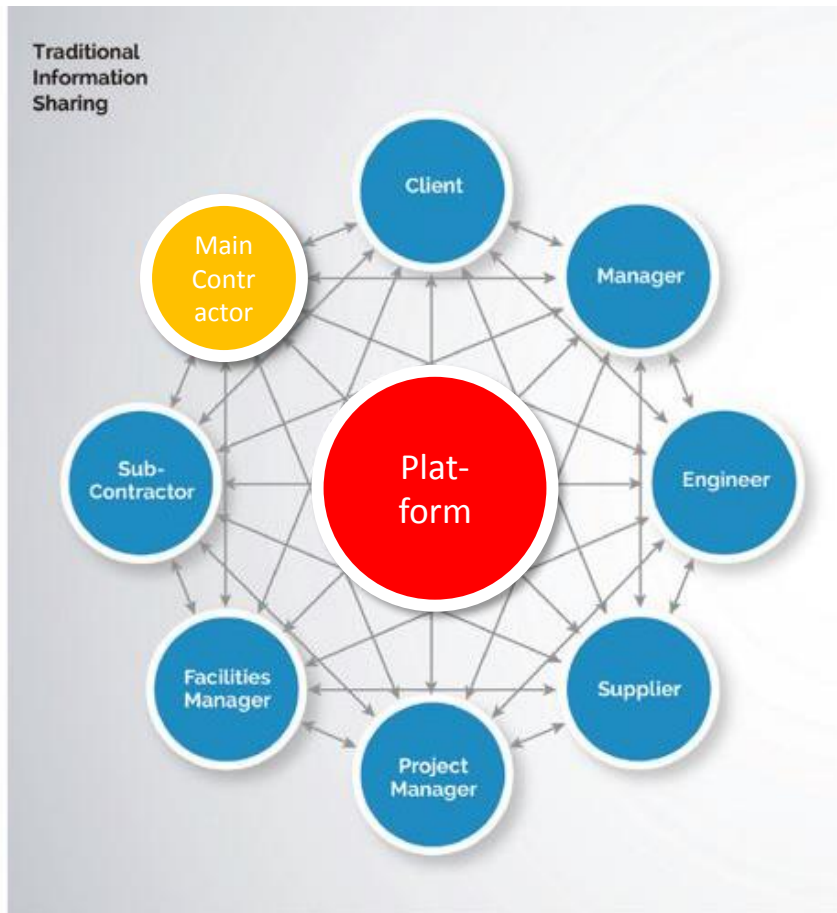 Traditional
Information
Sharing
Client
Main
Contr
actor
Manager
Sub-
Contractor
Plat-
form
Engineer
Facilities
Manager
Supplier
Project
Manager